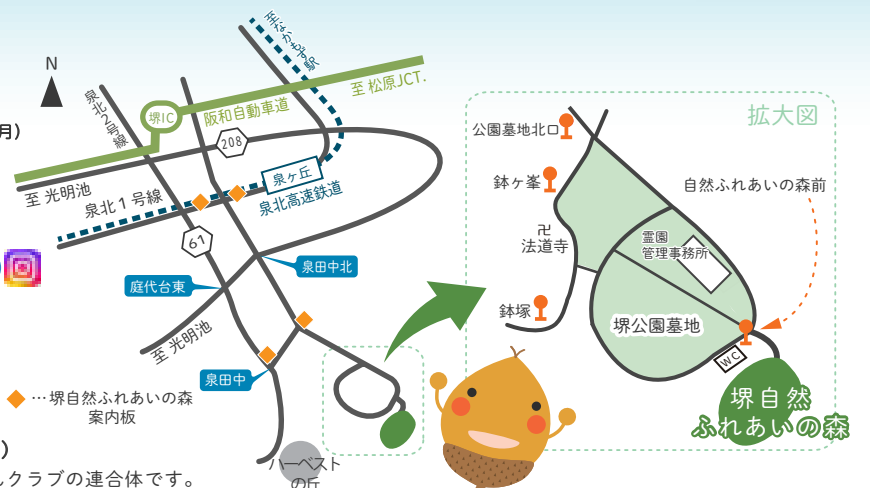 至なかもず駅
N
泉北2号線
堺IC
阪和自動車道
至 松原JCT.
月)
208
至 光明池
泉北1号線
泉ヶ丘
泉北高速鉄道
61
泉田中北
庭代台東
至 光明池
泉田中
…堺自然ふれあいの森
案内板
)
ハーベスト
の丘
クラブの連合体です。
拡大図
公園墓地北口
鉢ヶ峯
自然ふれあいの森前
卍
法道寺
霊園
管理事務所
鉢塚
堺公園墓地
WC
堺自然
ふれあいの森